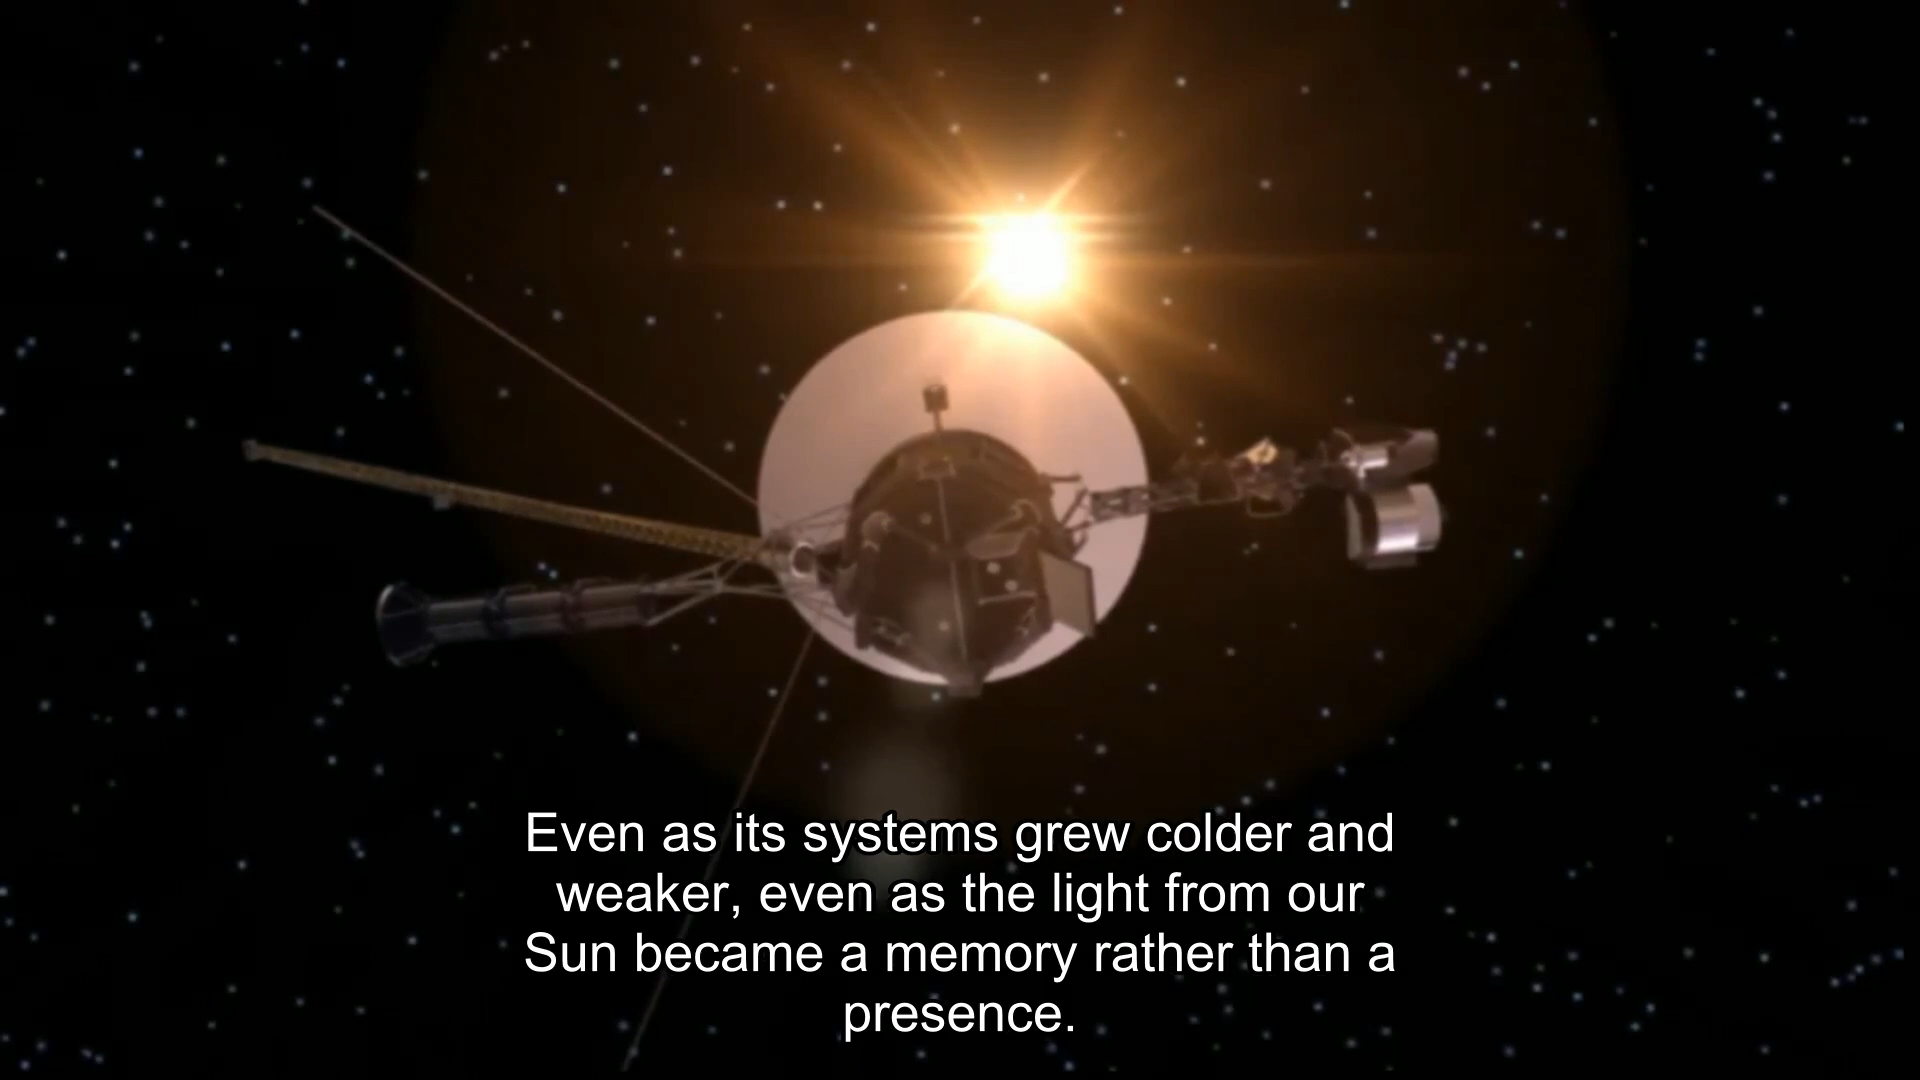 Even as its systems grew colder and
weaker, even as the light from our
Sun became a memory rather than a
presence.